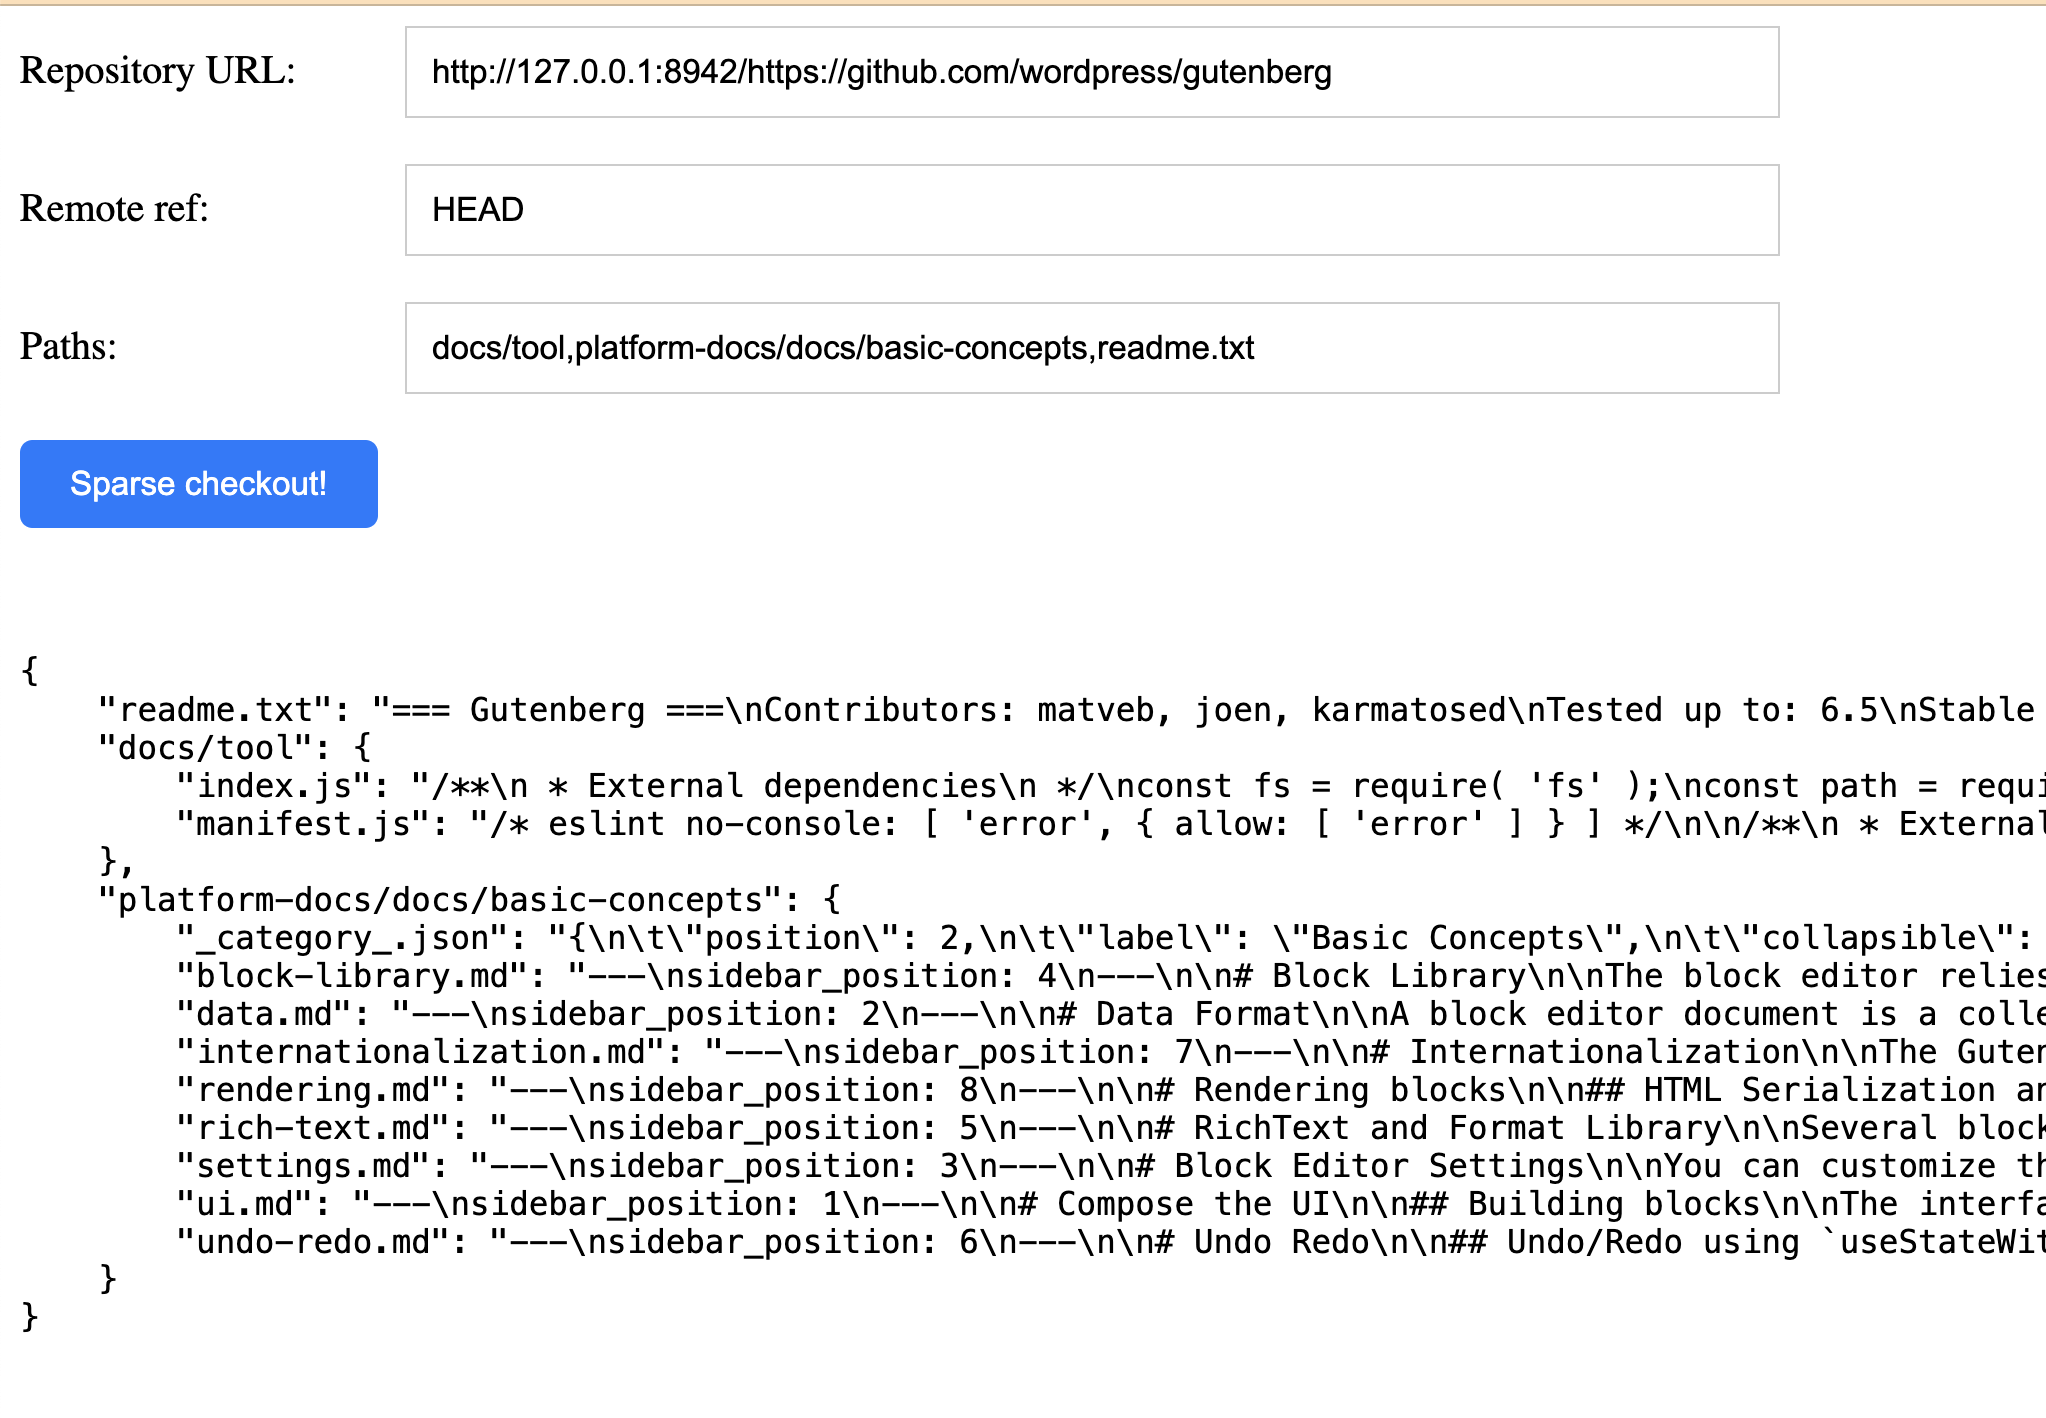 Repository URL: http://127.0.0.1:8942/https://github.com/wordpress/gutenberg
Remote ref: HEAD
Paths: docs/tool,platform-docs/docs/basic-concepts,readme.txt
Sparse checkout!
{
    "readme.txt": "=== Gutenberg ===\nContributors: matveb, joen, karmatosed\nTested up to: 6.5\nStable
    "docs/tool": {
        "index.js": "/**\n * External dependencies\n */\nconst fs = require( 'fs' );\nconst path = requi
        "manifest.js": "/* eslint no-console: [ 'error', { allow: [ 'error' ] } ] */\n\n/**\n * External
    },
    "platform-docs/docs/basic-concepts": {
        "_category_.json": "{\n\t\"position\": 2,\n\t\"label\": \"Basic Concepts\",\n\t\"collapsible\":
        "block-library.md": "---\nsidebar_position: 4\n---\n\n# Block Library\n\nThe block editor relies
        "data.md": "---\nsidebar_position: 2\n---\n\n# Data Format\n\nA block editor document is a colle
        "internationalization.md": "---\nsidebar_position: 7\n---\n\n# Internationalization\n\nThe Guten
        "rendering.md": "---\nsidebar_position: 8\n---\n\n# Rendering blocks\n\n## HTML Serialization an
        "rich-text.md": "---\nsidebar_position: 5\n---\n\n# RichText and Format Library\n\nSeveral block
        "settings.md": "---\nsidebar_position: 3\n---\n\n# Block Editor Settings\n\nYou can customize th
        "ui.md": "---\nsidebar_position: 1\n---\n\n# Compose the UI\n\n## Building blocks\n\nThe interfa
        "undo-redo.md": "---\nsidebar_position: 6\n---\n\n# Undo Redo\n\n## Undo/Redo using `useStateWit
    }
}